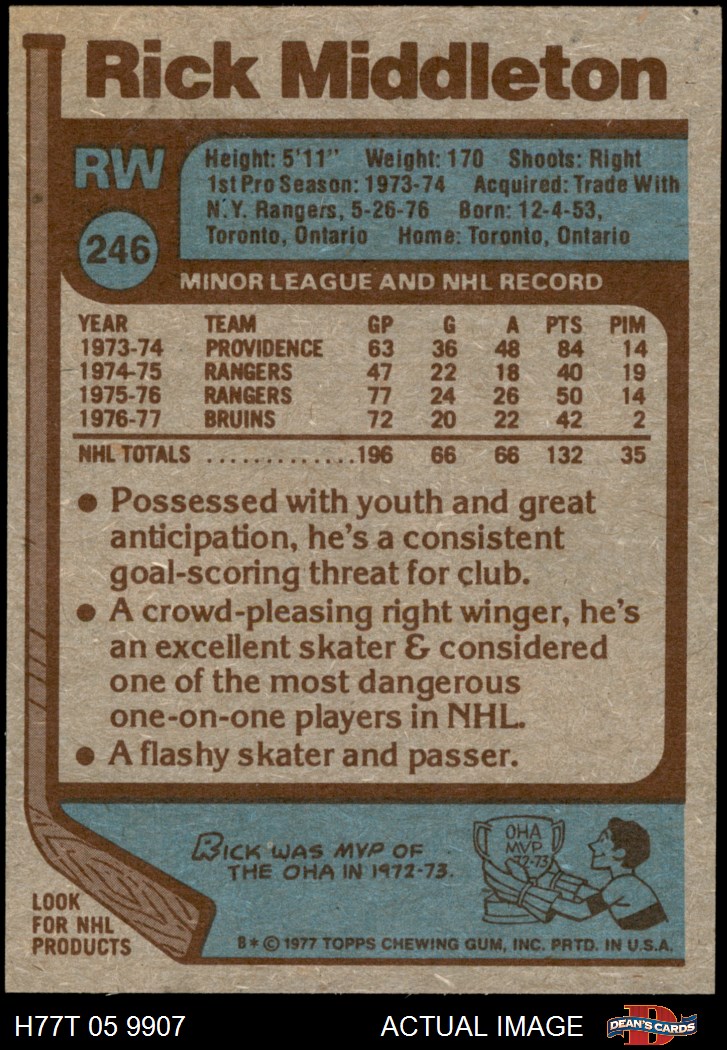 Rick Middleton
RW
246
Height: 5'11" Weight: 170 Shoots: Right
1st Pro Season: 1973-74 Acquired: Trade With
N.Y. Rangers, 5-26-76 Born: 12-4-53,
Toronto, Ontario Home: Toronto, Ontario
MINOR LEAGUE AND NHL RECORD
YEAR TEAM GP G A PTS PIM
1973-74 PROVIDENCE 63 36 48 84 14
1974-75 RANGERS 47 22 18 40 19
1975-76 RANGERS 77 24 26 50 14
1976-77 BRUINS 72 20 22 42 2
NHL TOTALS .............196 66 66 132 35
● Possessed with youth and great
anticipation, he's a consistent
goal-scoring threat for club.
● A crowd-pleasing right winger, he's
an excellent skater & considered
one of the most dangerous
one-on-one players in NHL.
● A flashy skater and passer.
RICK WAS MVP OF
THE OHA IN 1972-73.
OHA
MVP
72-73
LOOK
FOR NHL
PRODUCTS
B*©1977 TOPPS CHEWING GUM, INC. PRTD. IN U.S.A.
H77T 05 9907 ACTUAL IMAGE
D
DEAN'S CARDS